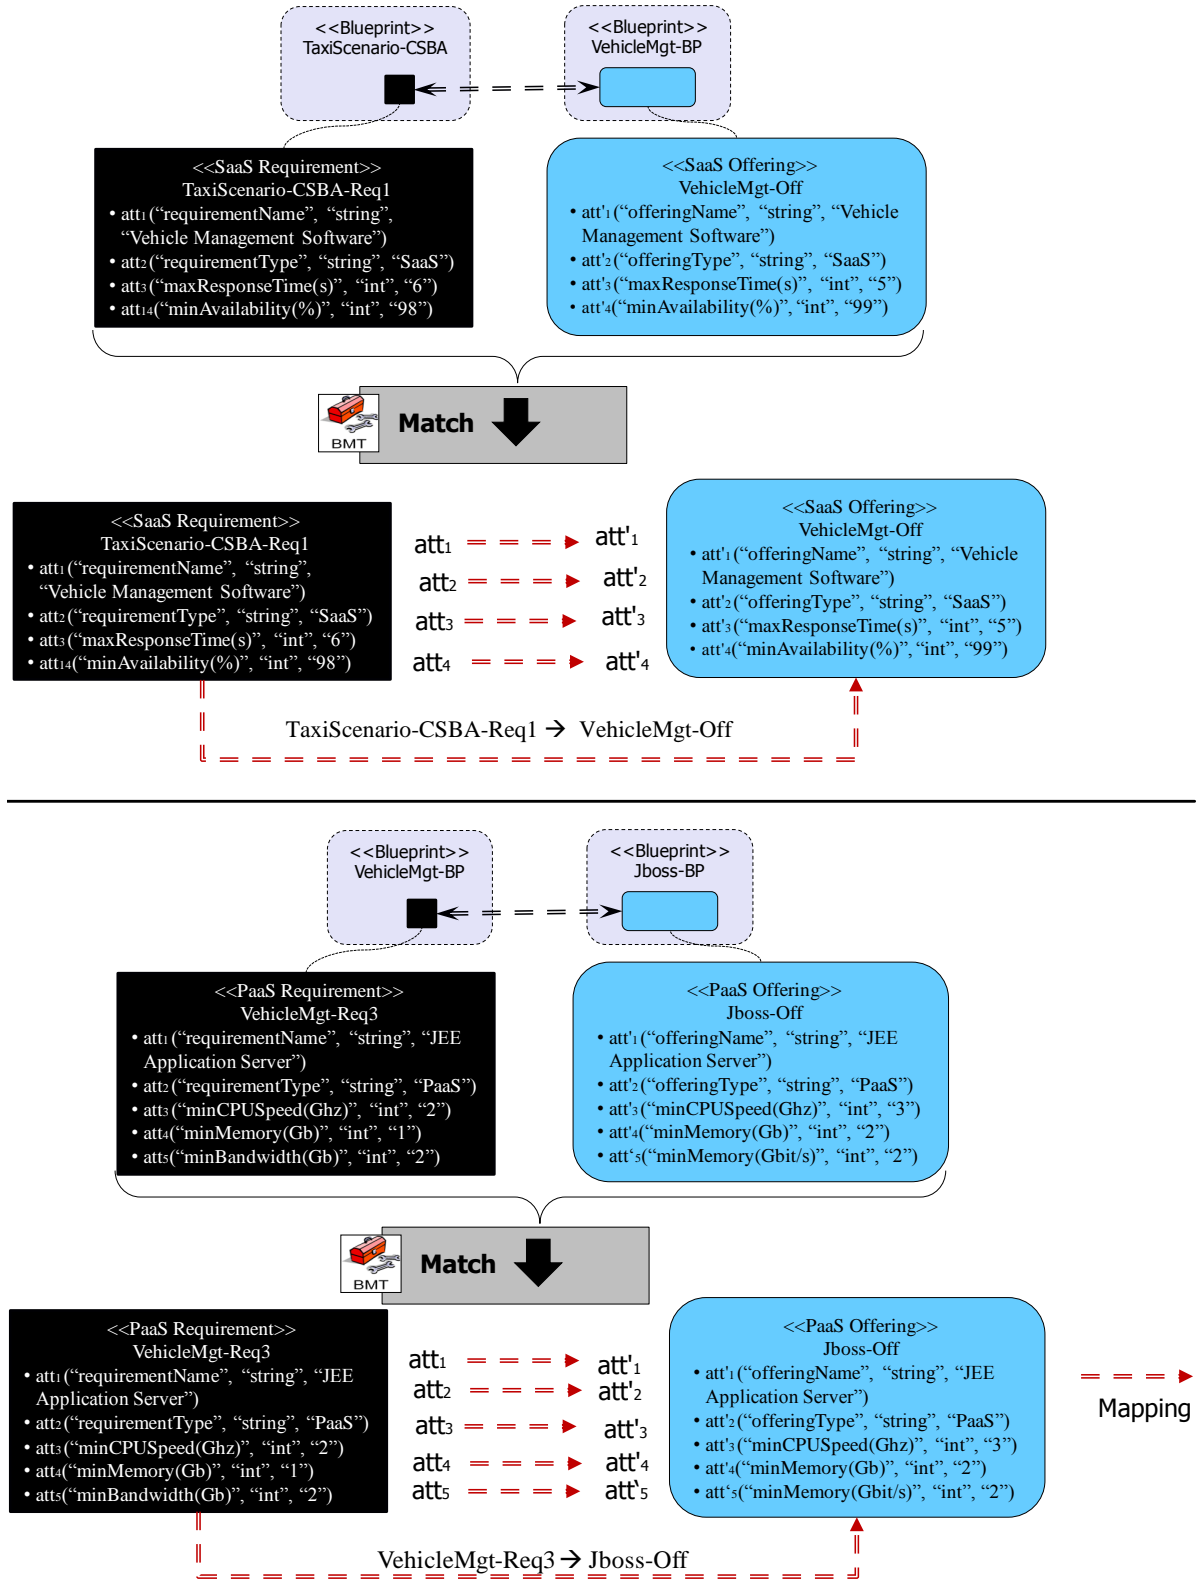 <<Blueprint>>
TaxiScenario-CSBA
<<Blueprint>>
VehicleMgt-BP
<<SaaS Requirement>>
TaxiScenario-CSBA-Req1
• att1 (“requirementName”, “string”,
“Vehicle Management Software”)
• att2 (“requirementType”, “string”, “SaaS”)
• att3 (“maxResponseTime(s)”, “int”, “6”)
• att14(“minAvailability(%)”, “int”, “98”)
<<SaaS Offering>>
VehicleMgt-Off
• att'1 (“offeringName”, “string”, “Vehicle
Management Software”)
• att'2 (“offeringType”, “string”, “SaaS”)
• att'3 (“maxResponseTime(s)”, “int”, “5”)
• att'4(“minAvailability(%)”, “int”, “99”)
BMT
Match
<<SaaS Requirement>>
TaxiScenario-CSBA-Req1
• att1 (“requirementName”, “string”,
“Vehicle Management Software”)
• att2 (“requirementType”, “string”, “SaaS”)
• att3 (“maxResponseTime(s)”, “int”, “6”)
• att14(“minAvailability(%)”, “int”, “98”)
att1 att'1
att2 att'2
att3 att'3
att4 att'4
<<SaaS Offering>>
VehicleMgt-Off
• att'1 (“offeringName”, “string”, “Vehicle
Management Software”)
• att'2 (“offeringType”, “string”, “SaaS”)
• att'3 (“maxResponseTime(s)”, “int”, “5”)
• att'4(“minAvailability(%)”, “int”, “99”)
TaxiScenario-CSBA-Req1 → VehicleMgt-Off
<<Blueprint>>
VehicleMgt-BP
<<Blueprint>>
Jboss-BP
<<PaaS Requirement>>
VehicleMgt-Req3
• att1 (“requirementName”, “string”, “JEE
Application Server”)
• att2 (“requirementType”, “string”, “PaaS”)
• att3 (“minCPUSpeed(Ghz)”, “int”, “2”)
• att4(“minMemory(Gb)”, “int”, “1”)
• att5(“minBandwidth(Gb)”, “int”, “2”)
<<PaaS Offering>>
Jboss-Off
• att'1 (“offeringName”, “string”, “JEE
Application Server”)
• att'2 (“offeringType”, “string”, “PaaS”)
• att'3 (“minCPUSpeed(Ghz)”, “int”, “3”)
• att'4(“minMemory(Gb)”, “int”, “2”)
• att‘5(“minMemory(Gbit/s)”, “int”, “2”)
BMT
Match
<<PaaS Requirement>>
VehicleMgt-Req3
• att1 (“requirementName”, “string”, “JEE
Application Server”)
• att2 (“requirementType”, “string”, “PaaS”)
• att3 (“minCPUSpeed(Ghz)”, “int”, “2”)
• att4(“minMemory(Gb)”, “int”, “1”)
• att5(“minBandwidth(Gb)”, “int”, “2”)
att1 att'1
att2 att'2
att3 att'3
att4 att'4
att5 att‘5
<<PaaS Offering>>
Jboss-Off
• att'1 (“offeringName”, “string”, “JEE
Application Server”)
• att'2 (“offeringType”, “string”, “PaaS”)
• att'3 (“minCPUSpeed(Ghz)”, “int”, “3”)
• att'4(“minMemory(Gb)”, “int”, “2”)
• att‘5(“minMemory(Gbit/s)”, “int”, “2”)
Mapping
VehicleMgt-Req3 → Jboss-Off